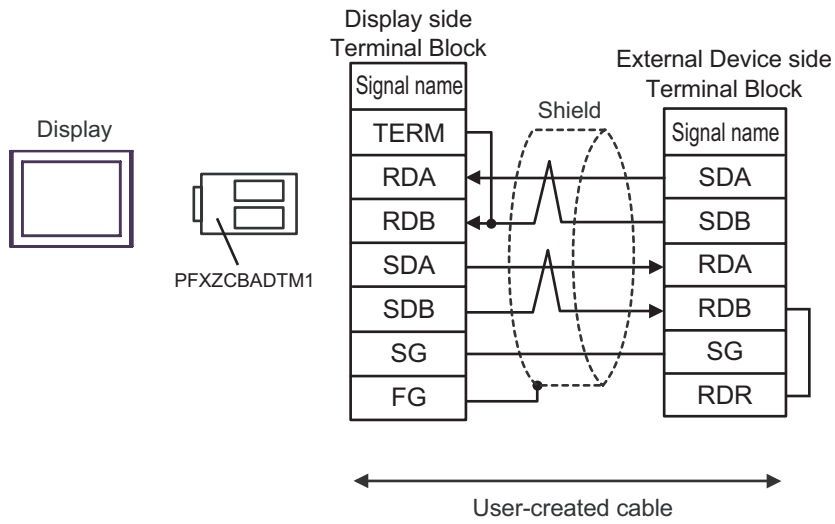 Display
PFXZCBADTM1
Display side
Terminal Block
Signal name
TERM
RDA
RDB
SDA
SDB
SG
FG
Shield
External Device side
Terminal Block
Signal name
SDA
SDB
RDA
RDB
SG
RDR
User-created cable